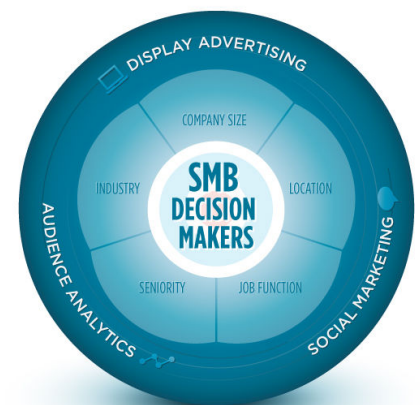 DISPLAY ADVERTISING
COMPANY SIZE
INDUSTRY
SMB
DECISION
MAKERS
LOCATION
SENIORITY
JOB FUNCTION
AUDIENCE ANALYTICS
SOCIAL MARKETING